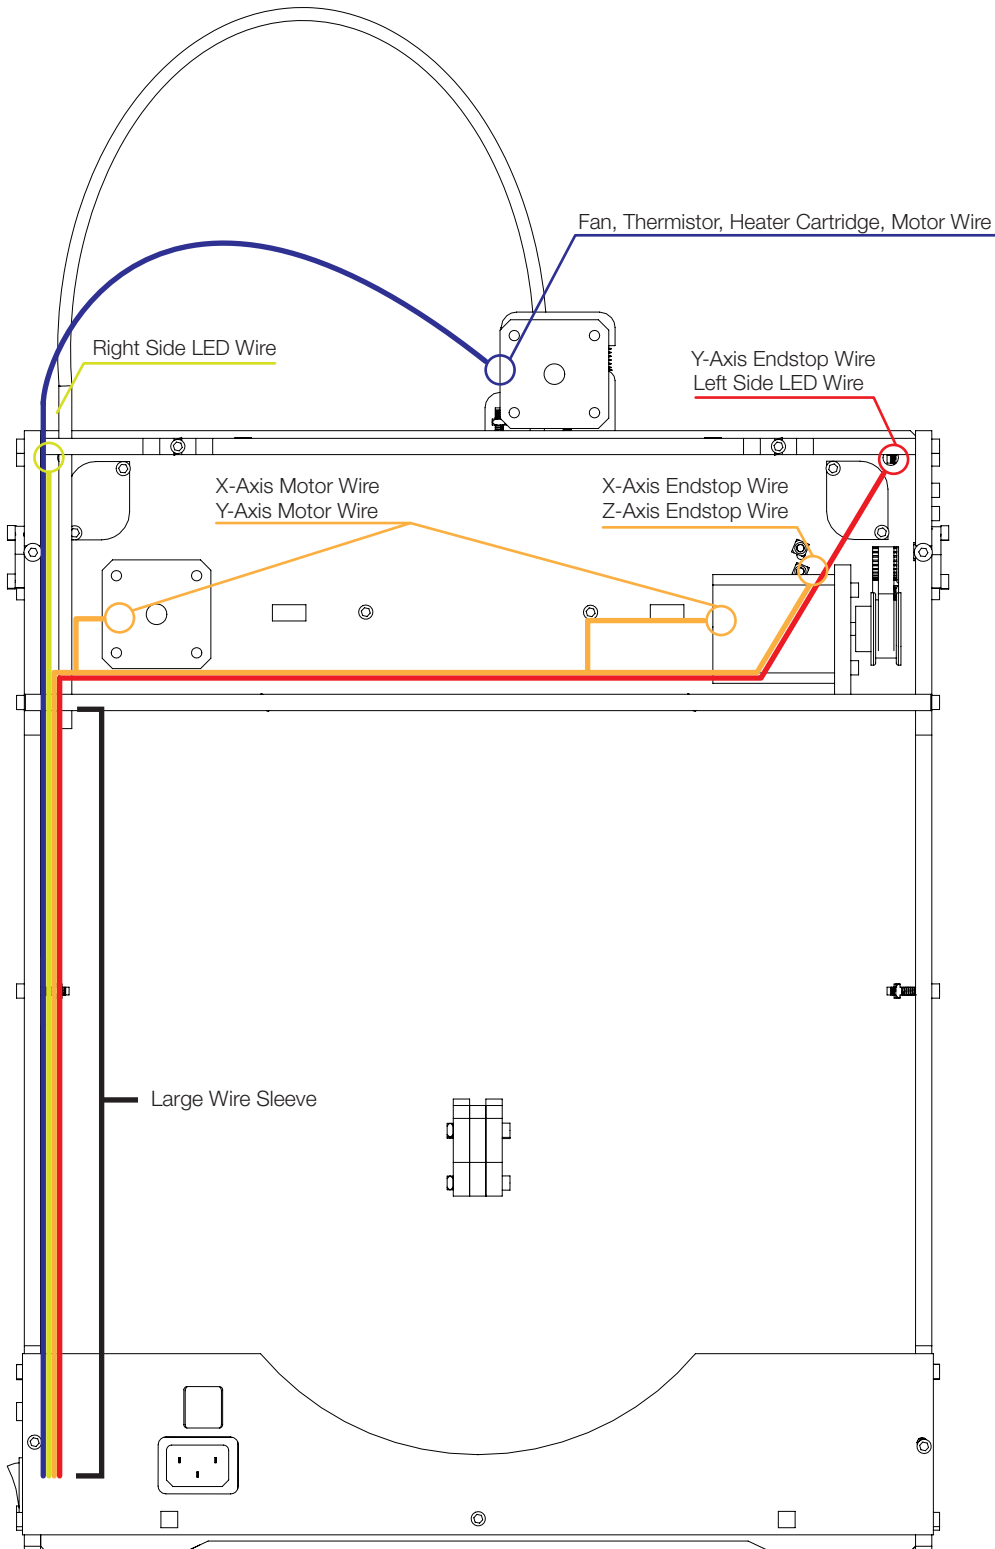 Fan, Thermistor, Heater Cartridge, Motor Wire
Right Side LED Wire
Y-Axis Endstop Wire
Left Side LED Wire
X-Axis Motor Wire
Y-Axis Motor Wire
X-Axis Endstop Wire
Z-Axis Endstop Wire
Large Wire Sleeve